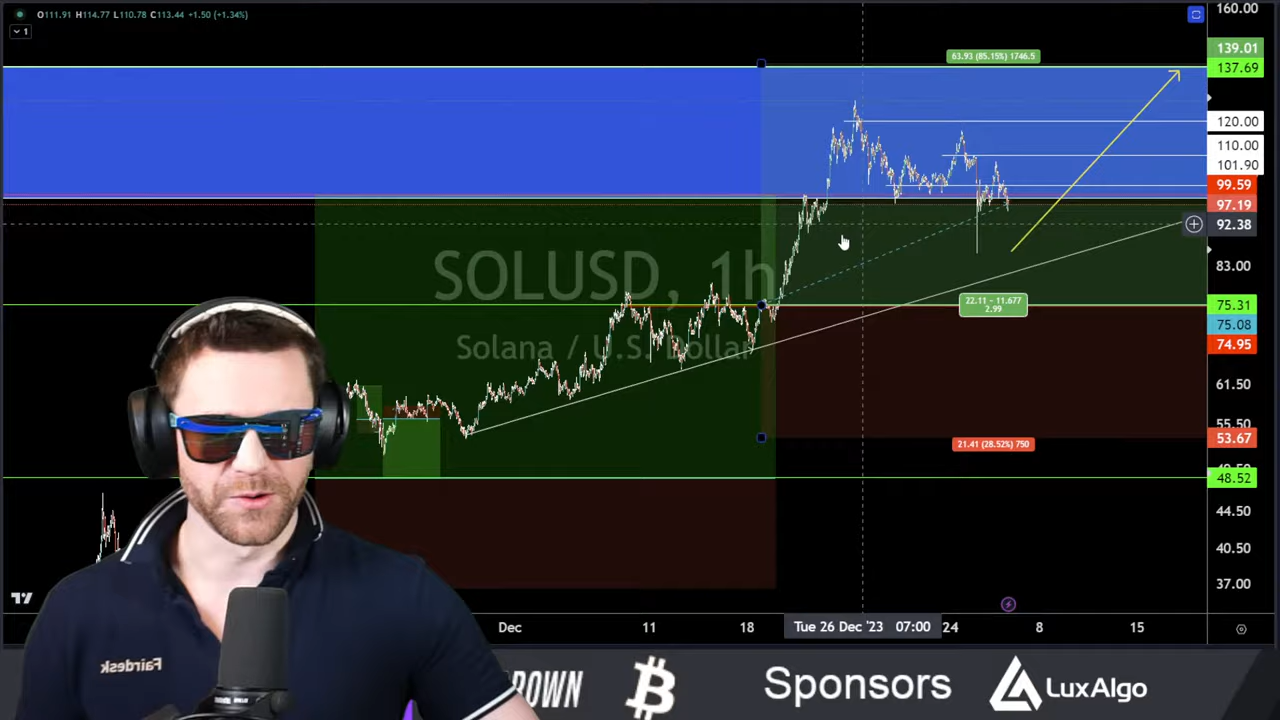 O111.91 H114.77 L110.78 C113.44 +1.50 (+1.34%)
1
SOLUSD, 1h
Solana / U.S. Dollar
63.93 (85.15%) 1746.5
22.11 - 11.677
2.99
21.41 (28.52%) 750
160.00
139.01
137.69
120.00
110.00
101.90
99.59
97.19
92.38
83.00
75.31
75.08
74.95
61.50
55.50
53.67
48.52
44.50
40.50
37.00
Dec
11
18
Tue 26 Dec '23 07:00
24
8
15
Fairdesk
Sponsors
LuxAlgo